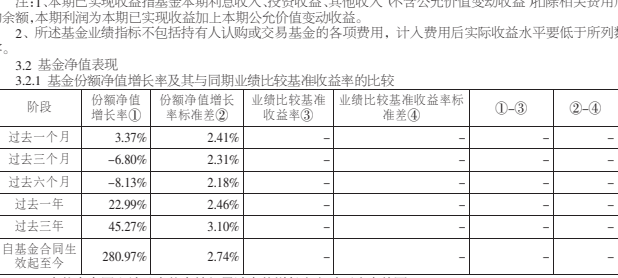 注:1、本期已实现收益指基金本期利息收入、投资收益、其他收入(不含公允价值变动收益)扣除相关费用
的余额,本期利润为本期已实现收益加上本期公允价值变动收益。
2、所述基金业绩指标不包括持有人认购或交易基金的各项费用,计入费用后实际收益水平要低于所列
3.2 基金净值表现
3.2.1 基金份额净值增长率及其与同期业绩比较基准收益率的比较
阶段 份额净值增长率① 份额净值增长率标准差② 业绩比较基准收益率③ 业绩比较基准收益率标准差④ ①-③ ②-④
过去一个月 3.37% 2.41% - - - -
过去三个月 -6.80% 2.31% - - - -
过去六个月 -8.13% 2.18% - - - -
过去一年 22.99% 2.46% - - - -
过去三年 45.27% 3.10% - - - -
自基金合同生效起至今 280.97% 2.74% - - - -